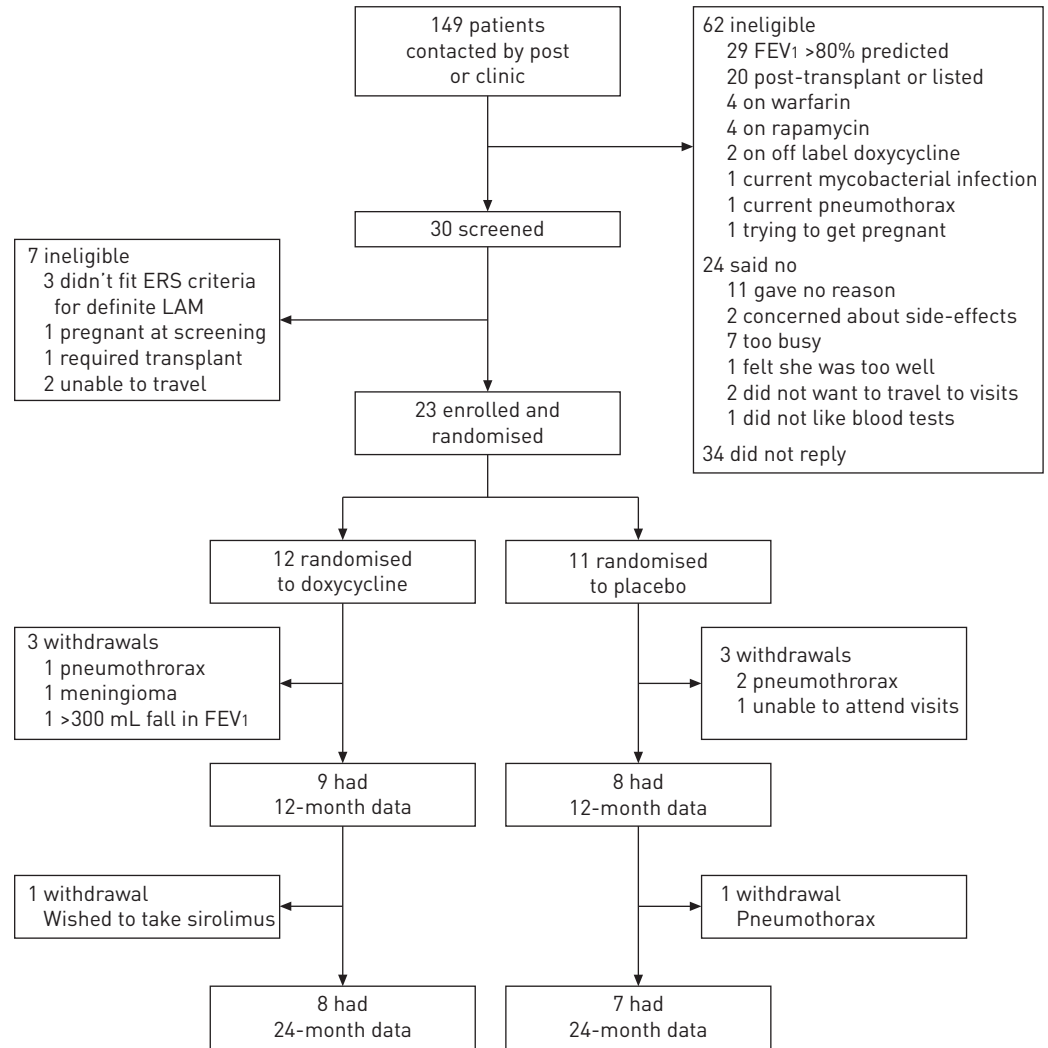 149 patients
contacted by post
or clinic
62 ineligible
29 FEV1 >80% predicted
20 post-transplant or listed
4 on warfarin
4 on rapamycin
2 on off label doxycycline
1 current mycobacterial infection
1 current pneumothorax
1 trying to get pregnant
24 said no
11 gave no reason
2 concerned about side-effects
7 too busy
1 felt she was too well
2 did not want to travel to visits
1 did not like blood tests
34 did not reply
30 screened
7 ineligible
3 didn't fit ERS criteria
for definite LAM
1 pregnant at screening
1 required transplant
2 unable to travel
23 enrolled and
randomised
12 randomised
to doxycycline
11 randomised
to placebo
3 withdrawals
1 pneumothrorax
1 meningioma
1 >300 mL fall in FEV1
3 withdrawals
2 pneumothrorax
1 unable to attend visits
9 had
12-month data
8 had
12-month data
1 withdrawal
Wished to take sirolimus
1 withdrawal
Pneumothorax
8 had
24-month data
7 had
24-month data